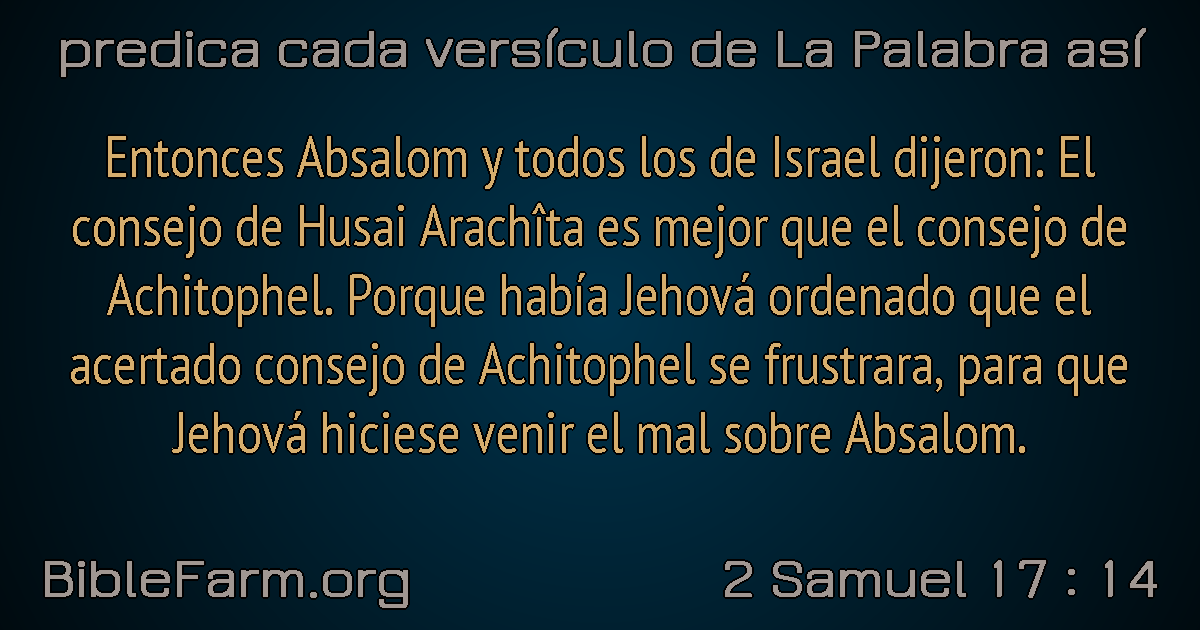 predica cada versículo de La Palabra así
Entonces Absalom y todos los de Israel dijeron: El
consejo de Husai Arachîta es mejor que el consejo de
Achitophel. Porque había Jehová ordenado que el
acertado consejo de Achitophel se frustrara, para que
Jehová hiciese venir el mal sobre Absalom.
BibleFarm.org
2 Samuel 17 : 14